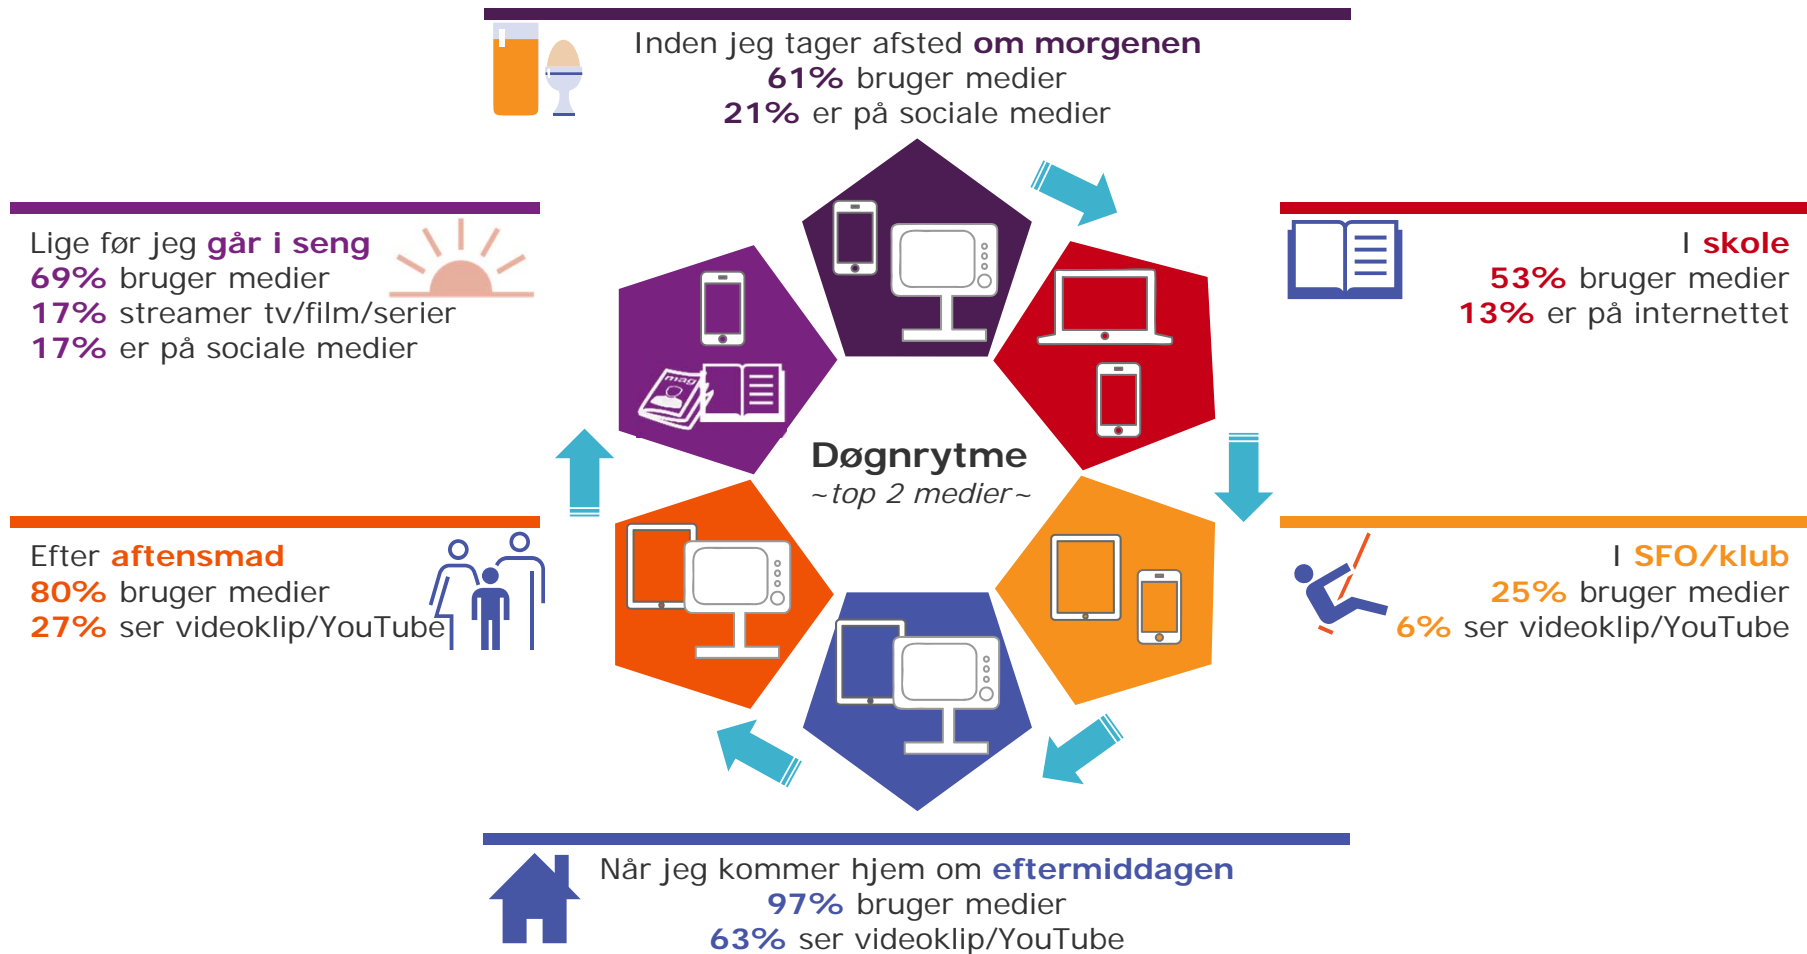 Inden jeg tager afsted om morgenen
61% bruger medier
21% er på sociale medier
Lige før jeg går i seng
69% bruger medier
17% streamer tv/film/serier
17% er på sociale medier
I skole
53% bruger medier
13% er på internettet
mag
Døgnrytme
~top 2 medier~
Efter aftensmad
80% bruger medier
27% ser videoklip/YouTube
I SFO/klub
25% bruger medier
6% ser videoklip/YouTube
Når jeg kommer hjem om eftermiddagen
97% bruger medier
63% ser videoklip/YouTube